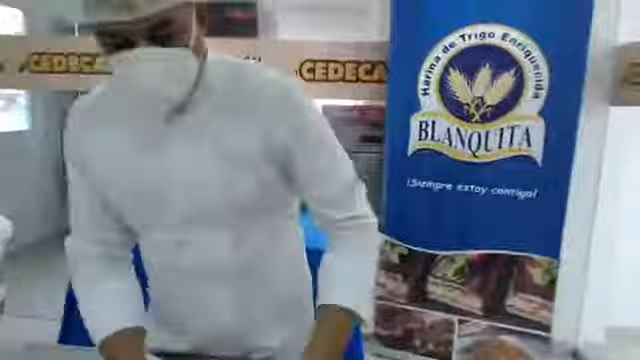 CEDECA
CEDECA
Harina de Trigo Enriquecida
BLANQUITA
¡Siempre estoy contigo!